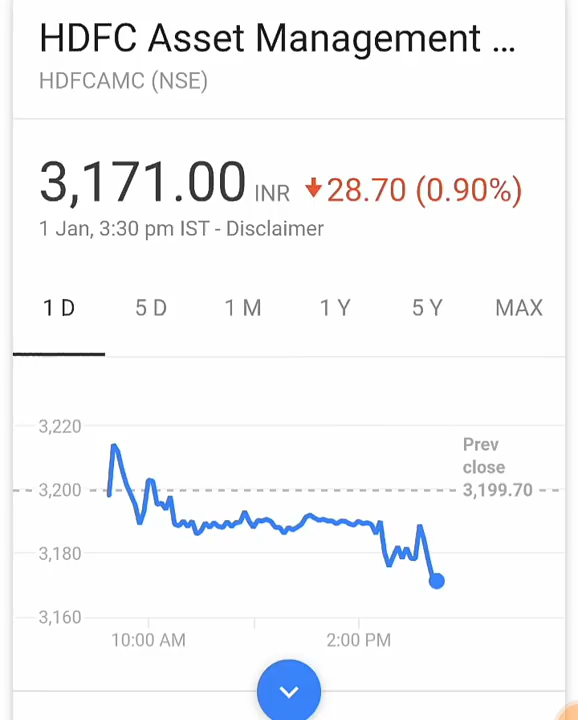 HDFC Asset Management ...
HDFCAMC (NSE)
3,171.00 INR ↓28.70 (0.90%)
1 Jan, 3:30 pm IST - Disclaimer
1 D 5 D 1 M 1 Y 5 Y MAX
3,220
Prev
close
3,200 3,199.70
3,180
3,160
10:00 AM 2:00 PM